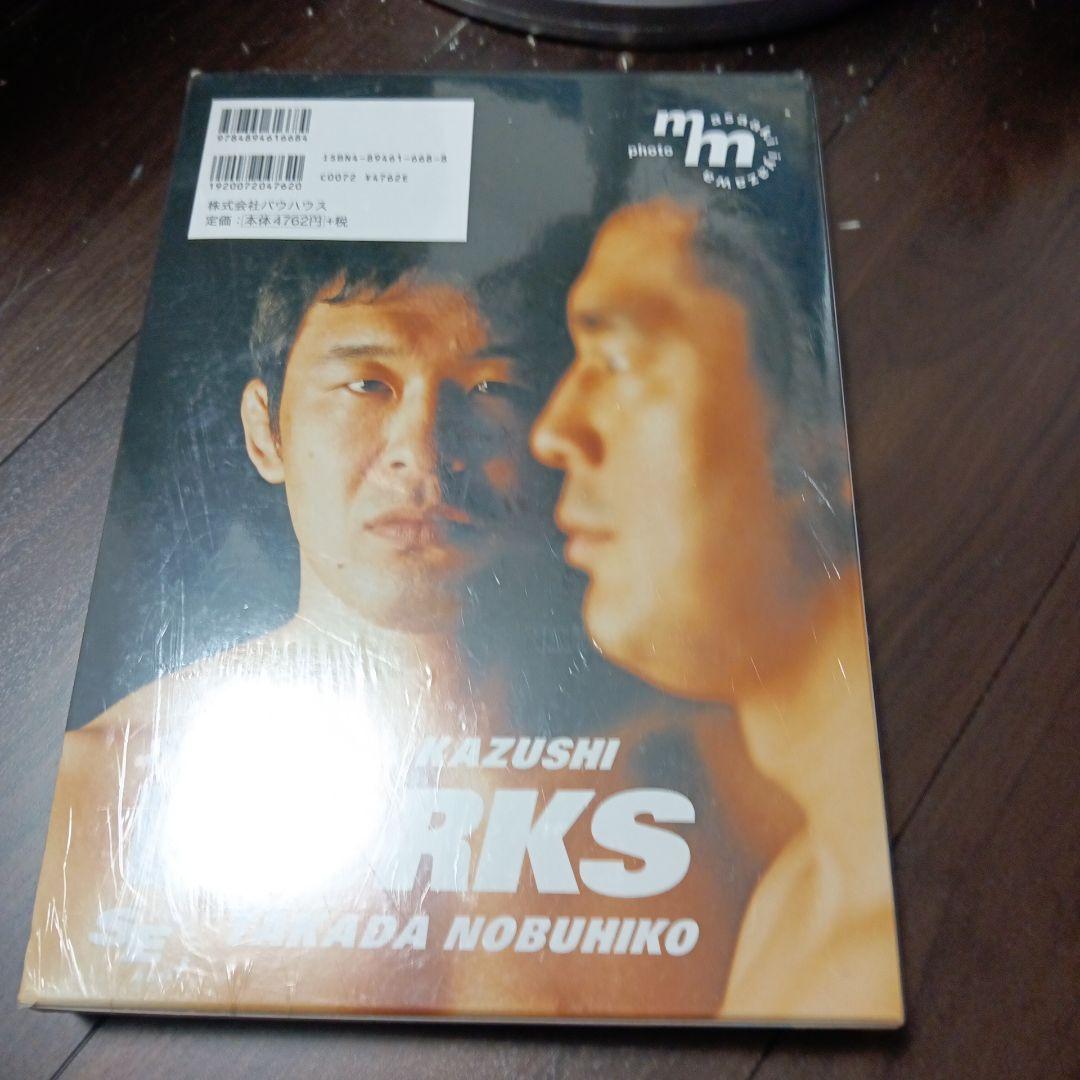 9784894616684
ISBN4-89461-668-8
1920072047620
C0072 ¥4762E
株式会社バウハウス
定価:[本体4762円]+税
mm
masaaki
photo
KAZUSHI
RKS
TAKADA NOBUHIKO